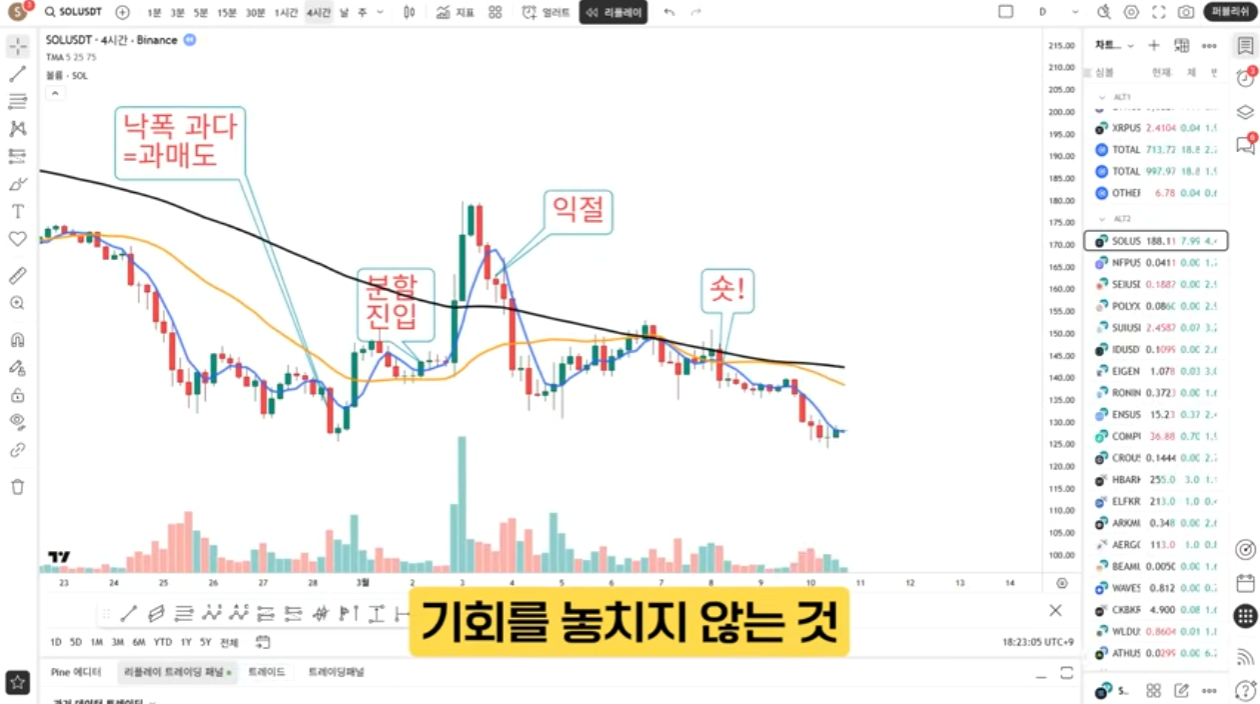 SOLUSDT
1분 3분 5분 15분 30분 1시간 4시간 날 주
지표
얼러트
리플레이
D
퍼블리쉬
SOLUSDT · 4시간 · Binance
TMA 5 25 75
볼륨 · SOL
낙폭 과다
=과매도
분할
진입
익절
숏!
215.00
210.00
205.00
200.00
195.00
190.00
185.00
180.00
175.00
170.00
165.00
160.00
155.00
150.00
145.00
140.00
135.00
130.00
125.00
120.00
115.00
110.00
105.00
100.00
23 24 25 26 27 28 3월 2 3 4 5 6 7 8 9 10 11 12 13 14
차트...
심볼 현재 체
ALT1
XRPUS 2.4104 0.04
TOTAL 713.72 18.8
TOTAL 997.97 18.8
OTHER 6.78 0.04
ALT2
SOLUS 188.11 7.99
NFPUS 0.0411 0.00
SEIUSI 0.1887 0.00
POLYX 0.0860 0.00
SUIUSI 2.4587 0.07
IDUSD 0.1099 0.00
EIGEN 1.078 0.03
RONIN 0.3723 0.00
ENSUS 15.23 0.37
COMPI 36.88 0.70
CROU 0.1444 0.00
HBARK 255.0 3.0
ELFKR 213.0 1.0
ARKMI 0.348 0.00
AERGC 113.0 1.0
BEAMI 0.0050 0.00
WAVES 0.812 0.00
CKBKF 4.900 0.08
WLDU 0.8604 0.01
ATHUS 0.0299 0.00
S..
기회를 놓치지 않는 것
1D 5D 1M 3M 6M YTD 1Y 5Y 전체
18:23:05 UTC+9
Pine 에디터 리플레이 트레이딩 패널 트레이드 트레이딩패널